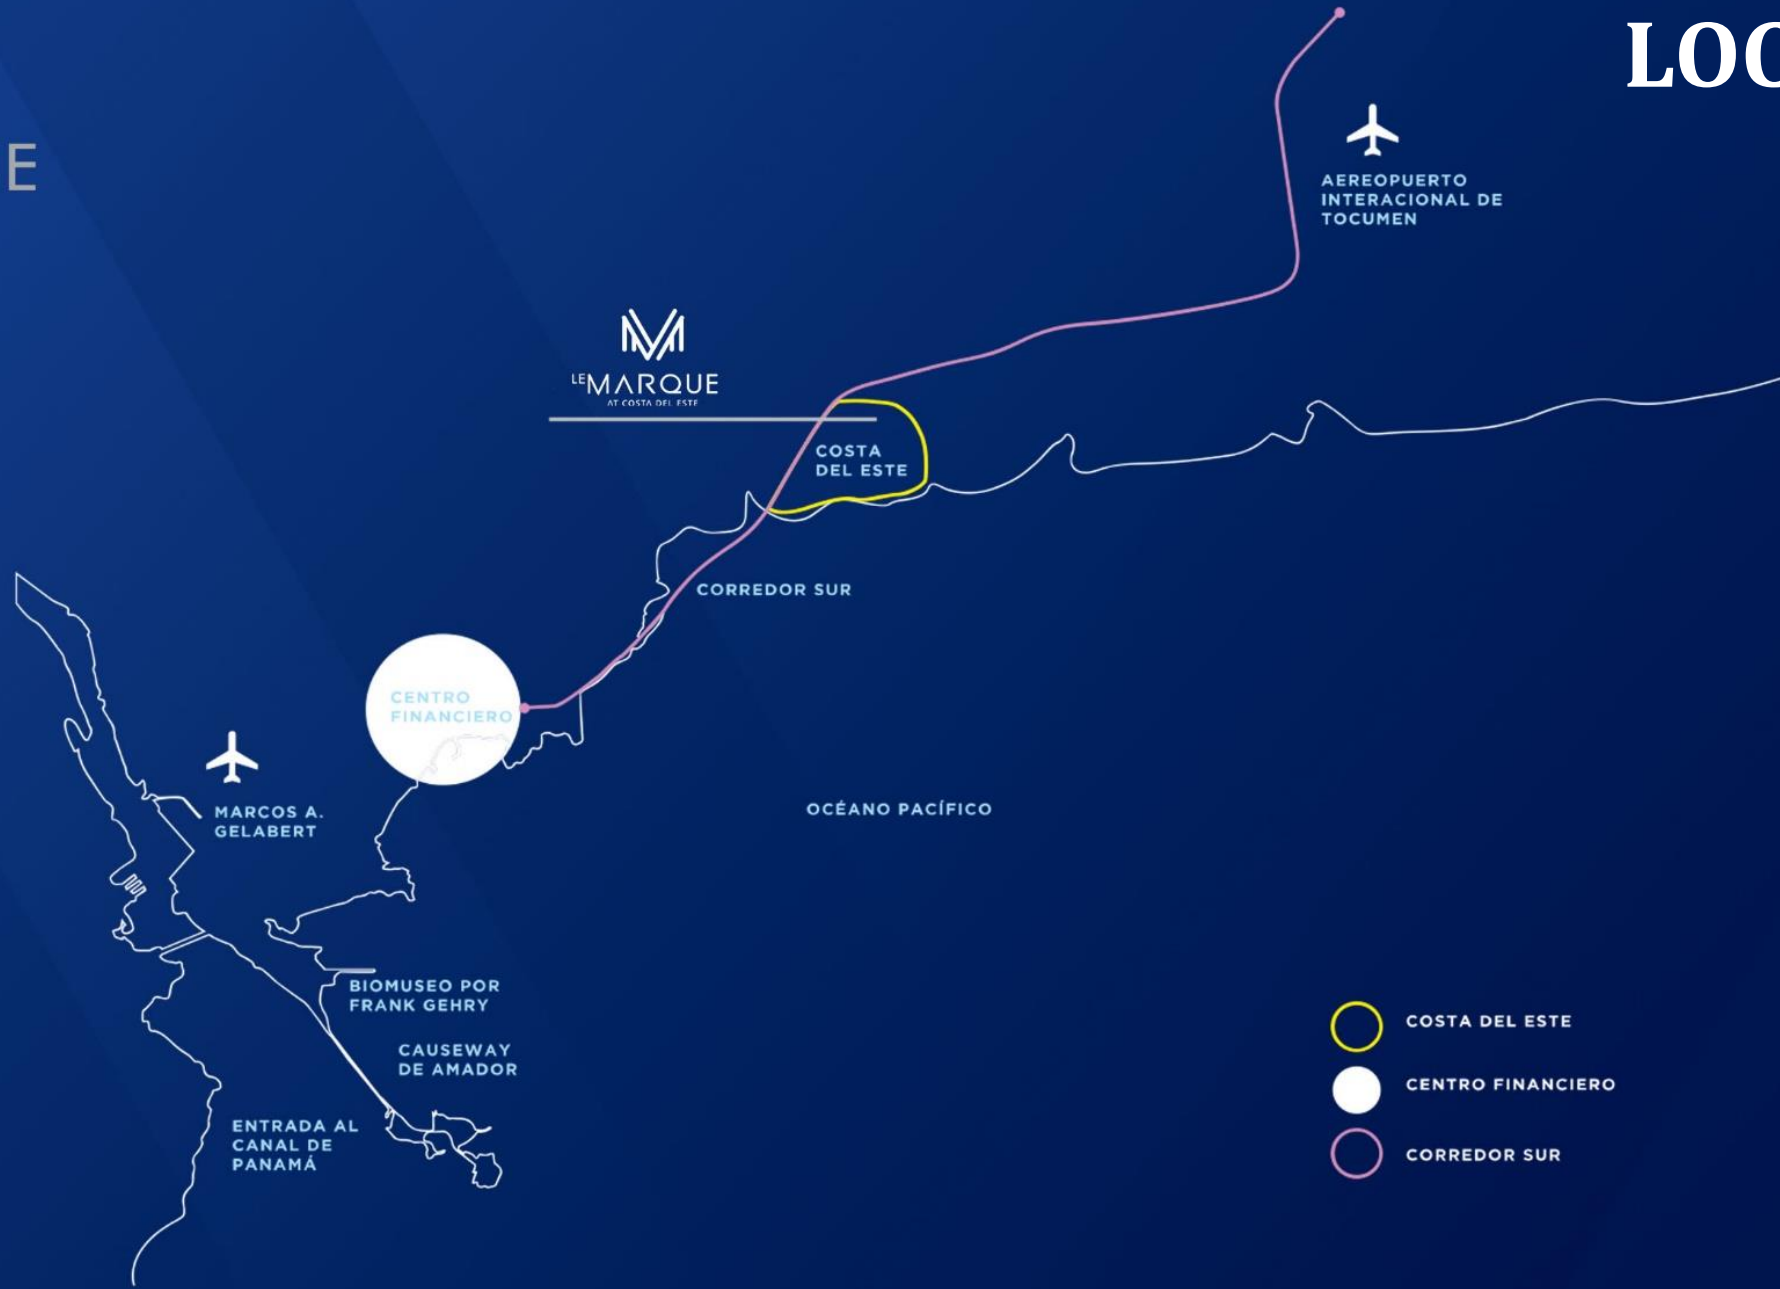 LOC
E
AEREOPUERTO
INTERACIONAL DE
TOCUMEN
LE MARQUE
AT COSTA DEL ESTE
COSTA
DEL ESTE
CORREDOR SUR
CENTRO
FINANCIERO
MARCOS A.
GELABERT
OCÉANO PACÍFICO
BIOMUSEO POR
FRANK GEHRY
CAUSEWAY
DE AMADOR
ENTRADA AL
CANAL DE
PANAMÁ
COSTA DEL ESTE
CENTRO FINANCIERO
CORREDOR SUR